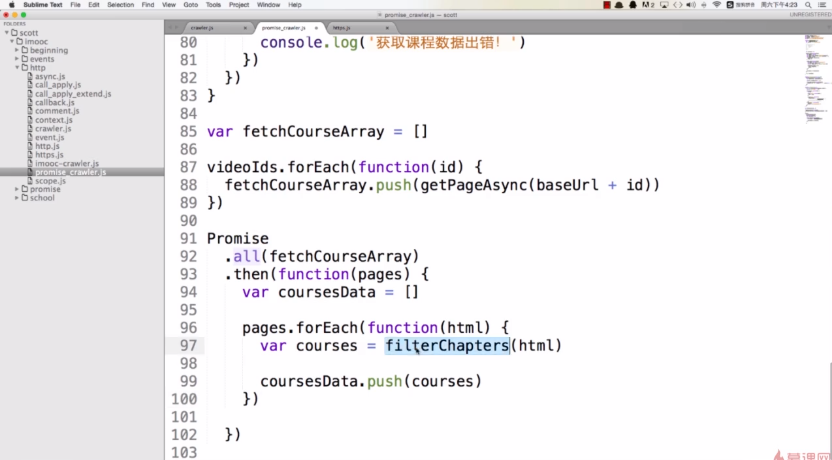 Sublime Text File Edit Selection Find View Goto Tools Project Window Help
周六下午4:23
promise_crawler.js — scott
UNREGISTERED
FOLDERS
scott
imooc
beginning
events
http
async.js
call_apply.js
call_apply_extend.js
callback.js
comment.js
context.js
crawler.js
event.js
http.js
https.js
imooc-crawler.js
promise_crawler.js
scope.js
promise
school
crawler.js × promise_crawler.js × https.js ×
80 console.log('获取课程数据出错！')
81 })
82 })
83 }
84
85 var fetchCourseArray = []
86
87 videoIds.forEach(function(id) {
88 fetchCourseArray.push(getPageAsync(baseUrl + id))
89 })
90
91 Promise
92 .all(fetchCourseArray)
93 .then(function(pages) {
94 var coursesData = []
95
96 pages.forEach(function(html) {
97 var courses = filterChapters(html)
98
99 coursesData.push(courses)
100 })
101
102 })
103
慕课网